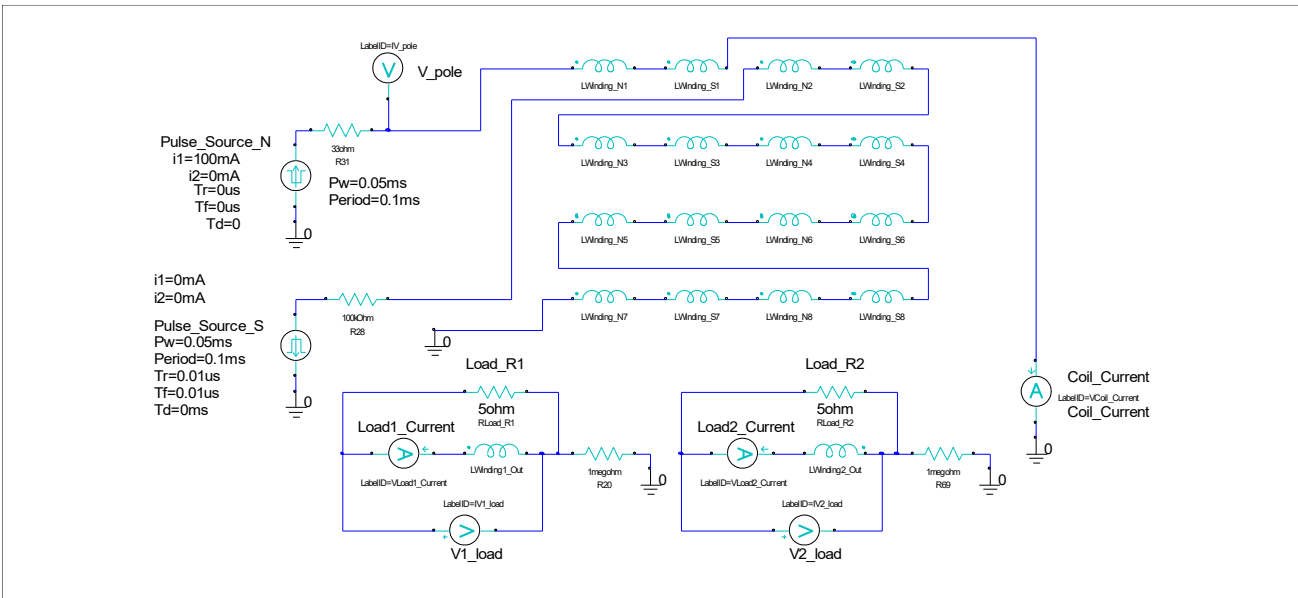 LabelID=IV_pole
V_pole
LWinding_N1
LWinding_S1
LWinding_N2
LWinding_S2
33ohm
R31
Pulse_Source_N
i1=100mA
i2=0mA
Tr=0us
Tf=0us
Td=0
Pw=0.05ms
Period=0.1ms
0
LWinding_N3
LWinding_S3
LWinding_N4
LWinding_S4
LWinding_N5
LWinding_S5
LWinding_N6
LWinding_S6
i1=0mA
i2=0mA
100kOhm
R28
Pulse_Source_S
Pw=0.05ms
Period=0.1ms
Tr=0.01us
Tf=0.01us
Td=0ms
0
LWinding_N7
LWinding_S7
LWinding_N8
LWinding_S8
0
Load_R1
5ohm
RLoad_R1
Load1_Current
A
LWinding1_Out
LabelID=VLoad1_Current
1megohm
R20
0
LabelID=IV1_load
V
+
V1_load
Load_R2
5ohm
RLoad_R2
Load2_Current
A
LWinding2_Out
LabelID=VLoad2_Current
1megohm
R69
0
LabelID=IV2_load
V
+
V2_load
A
Coil_Current
LabelID=VCoil_Current
Coil_Current
0
V